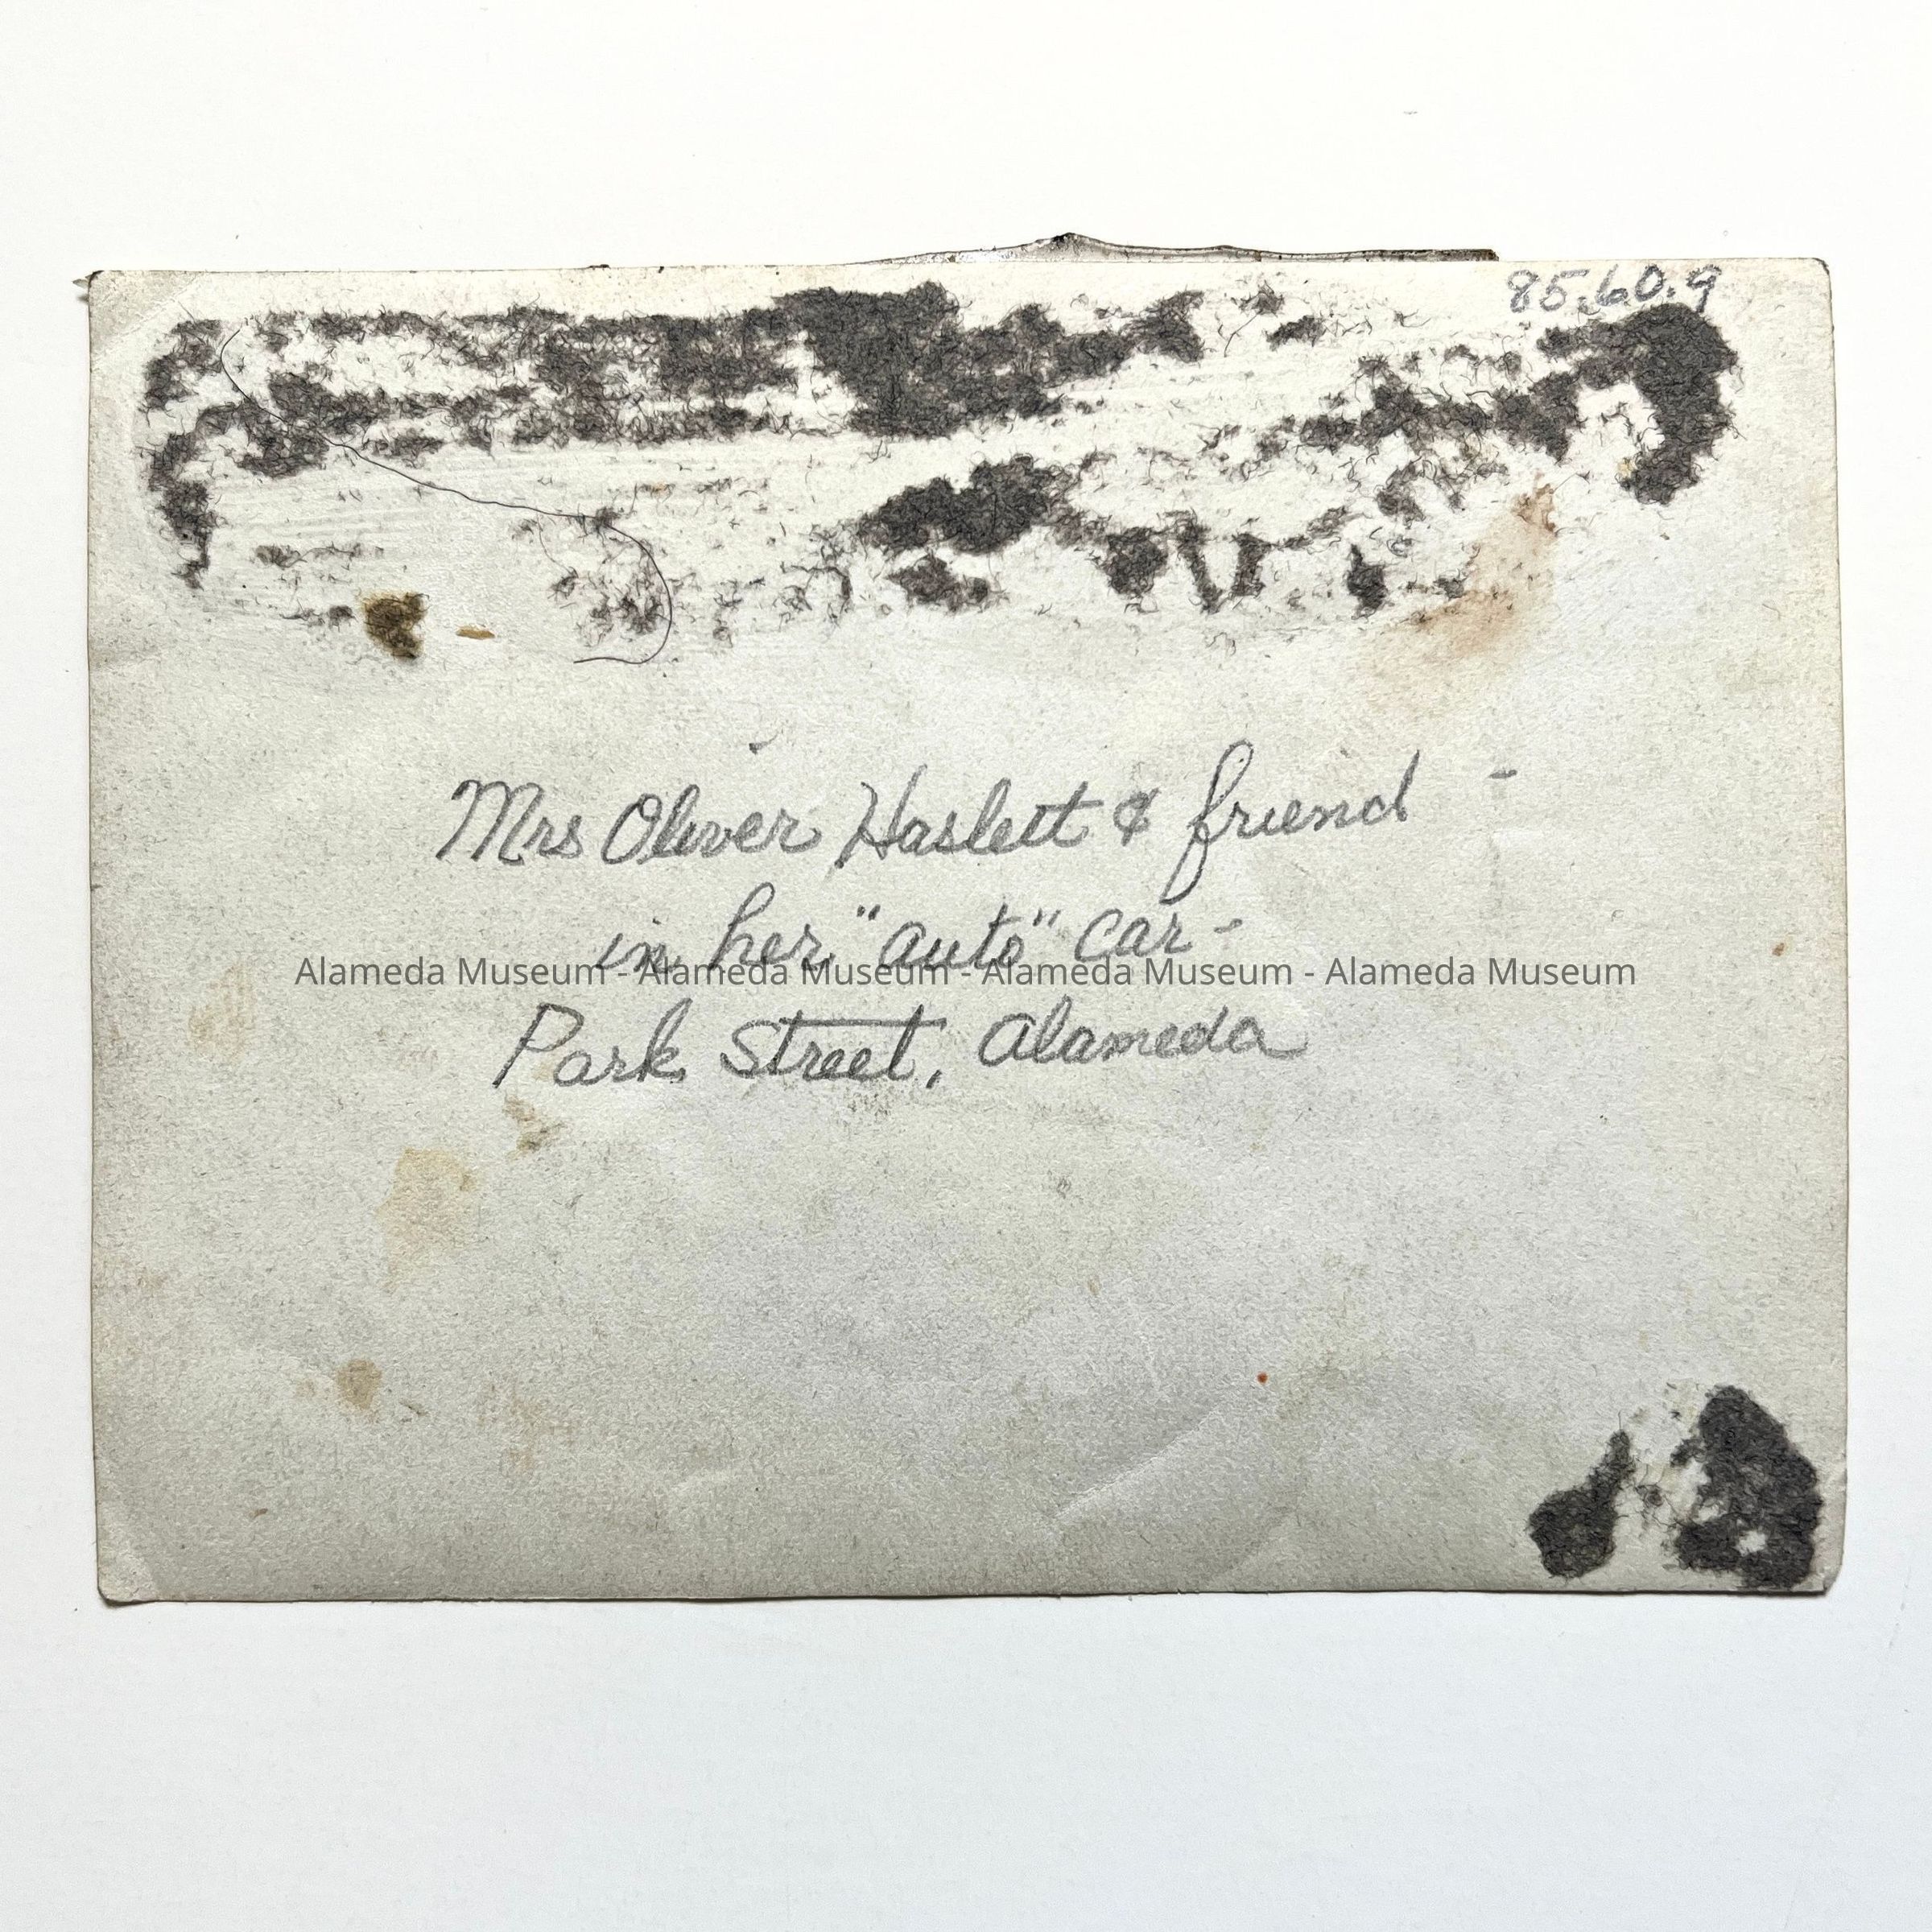 85.60.9
Mrs Oliver Haslett & friend -
in her "auto" car -
Alameda Museum - Alameda Museum - Alameda Museum - Alameda Museum
Park Street, Alameda